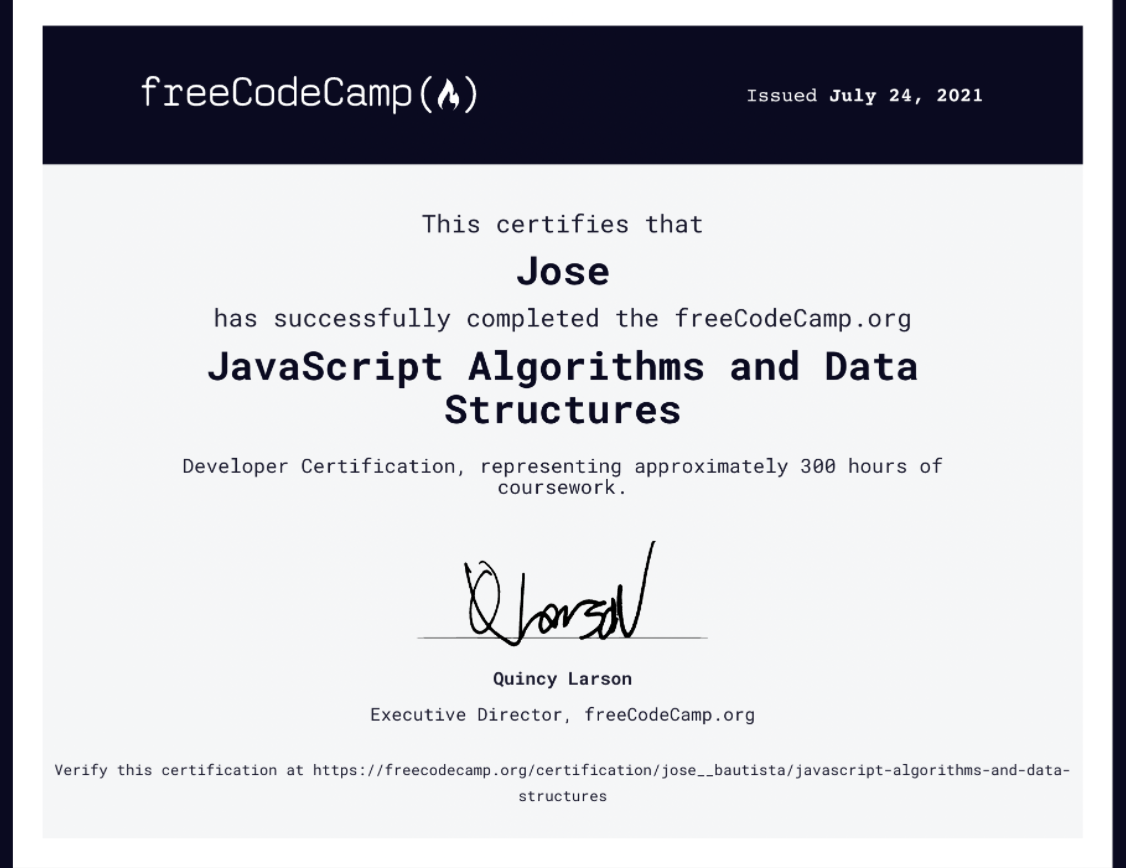 freeCodeCamp(🔥)
Issued July 24, 2021
This certifies that
Jose
has successfully completed the freeCodeCamp.org
JavaScript Algorithms and Data
Structures
Developer Certification, representing approximately 300 hours of
coursework.
Q Larson
Quincy Larson
Executive Director, freeCodeCamp.org
Verify this certification at https://freecodecamp.org/certification/jose__bautista/javascript-algorithms-and-data-
structures